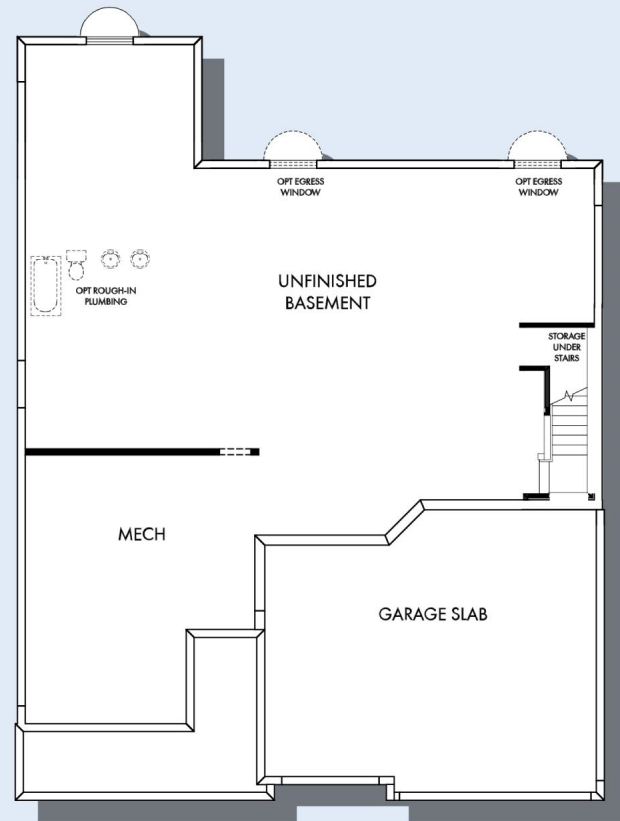 OPT EGRESS
WINDOW
OPT EGRESS
WINDOW
OPT ROUGH-IN
PLUMBING
UNFINISHED
BASEMENT
STORAGE
UNDER
STAIRS
MECH
GARAGE SLAB